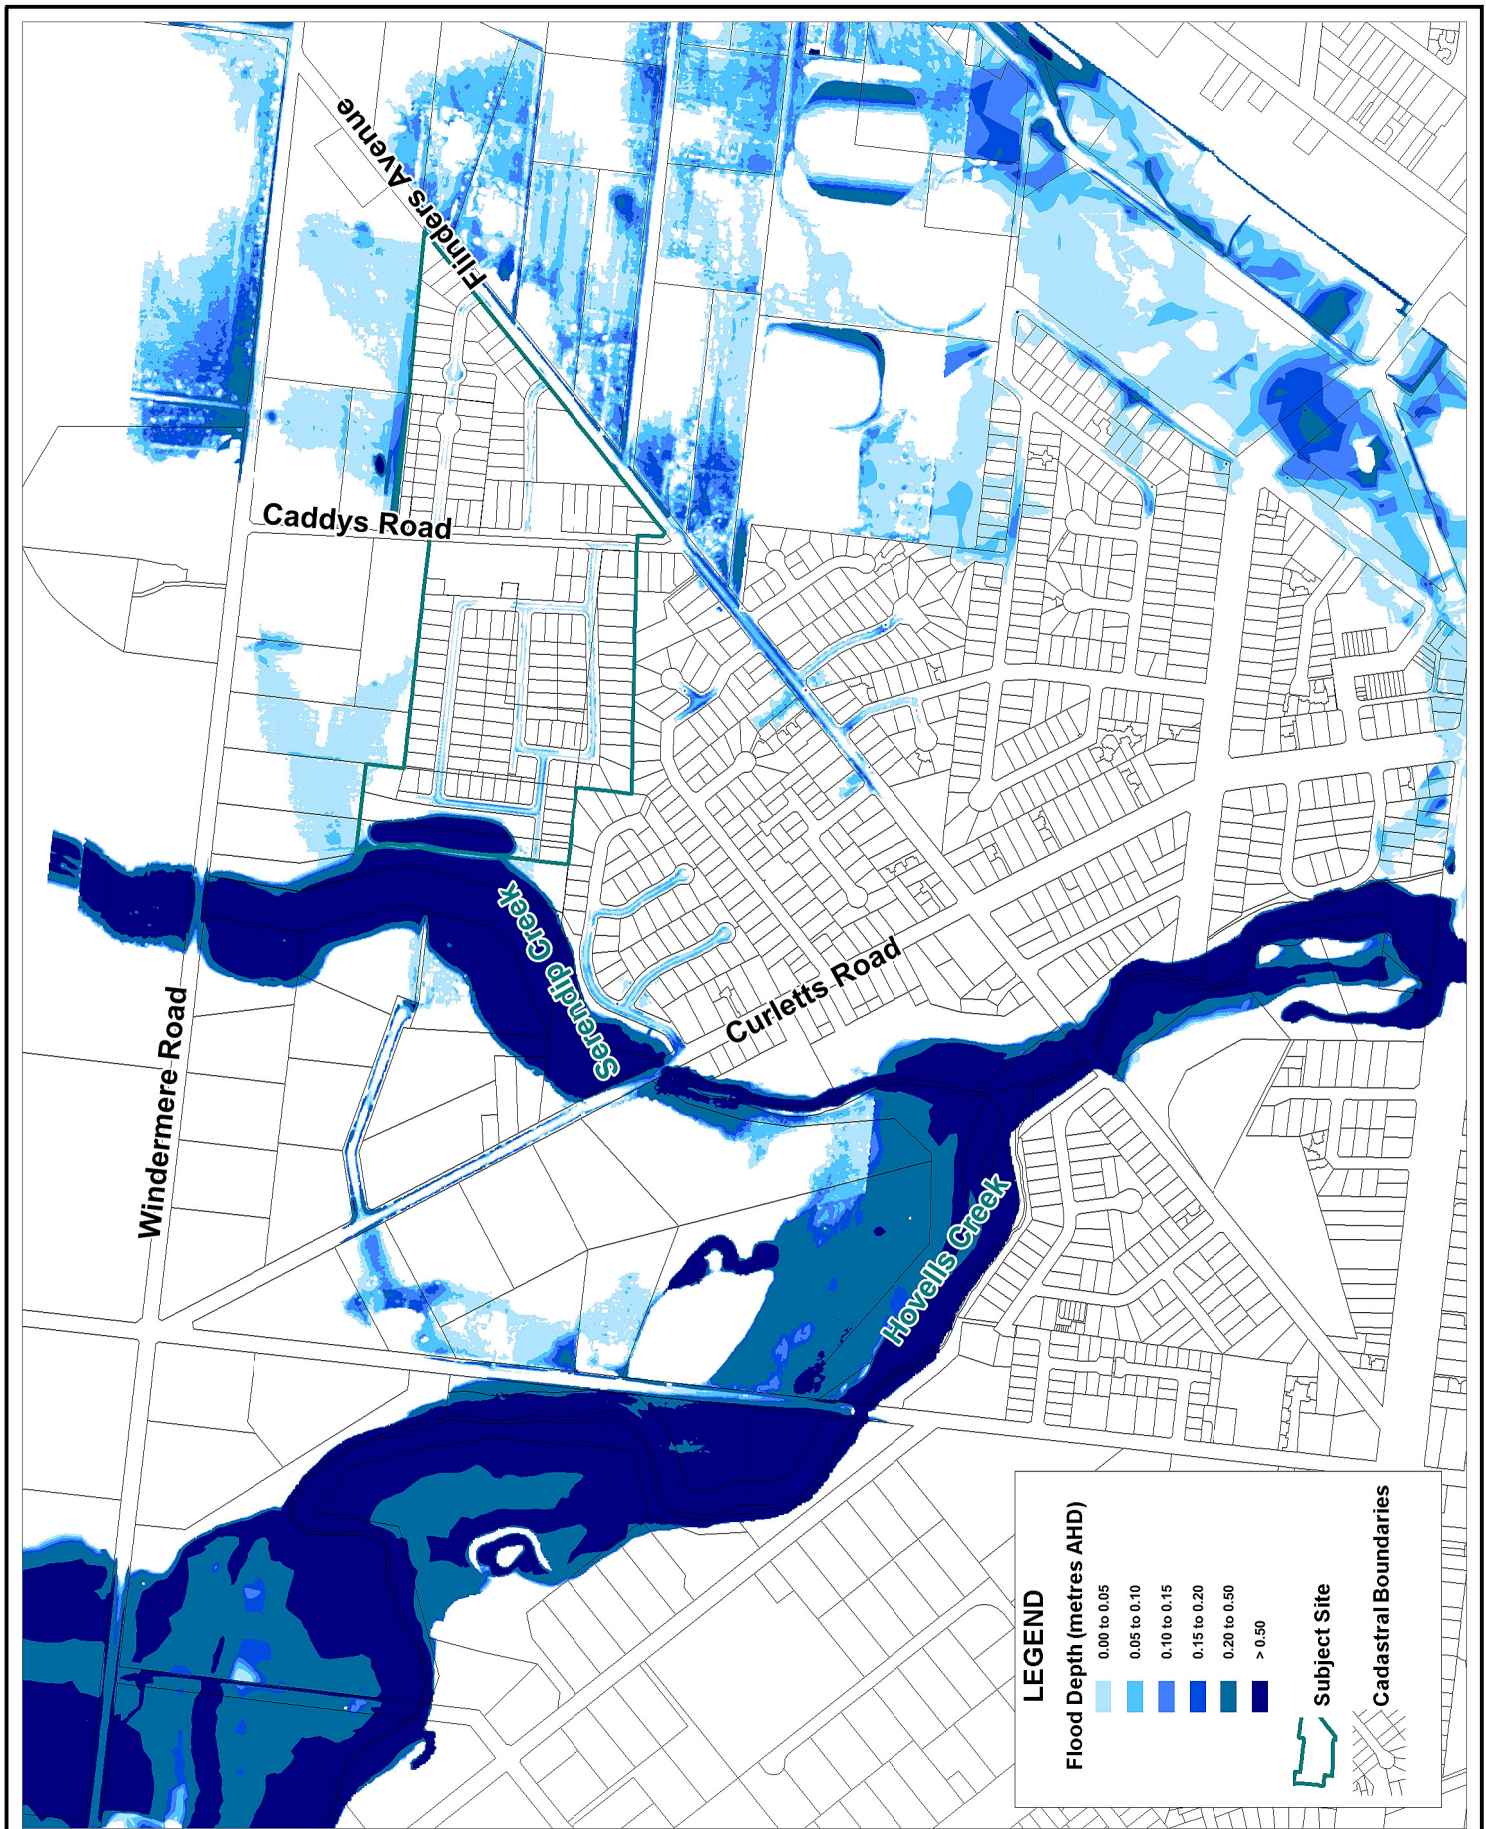 Flinders Avenue
Caddys Road
Serendip Creek
Curletts Road
Windermere Road
Hovells Creek
LEGEND
Flood Depth (metres AHD)
0.00 to 0.05
0.05 to 0.10
0.10 to 0.15
0.15 to 0.20
0.20 to 0.50
> 0.50
Subject Site
Cadastral Boundaries